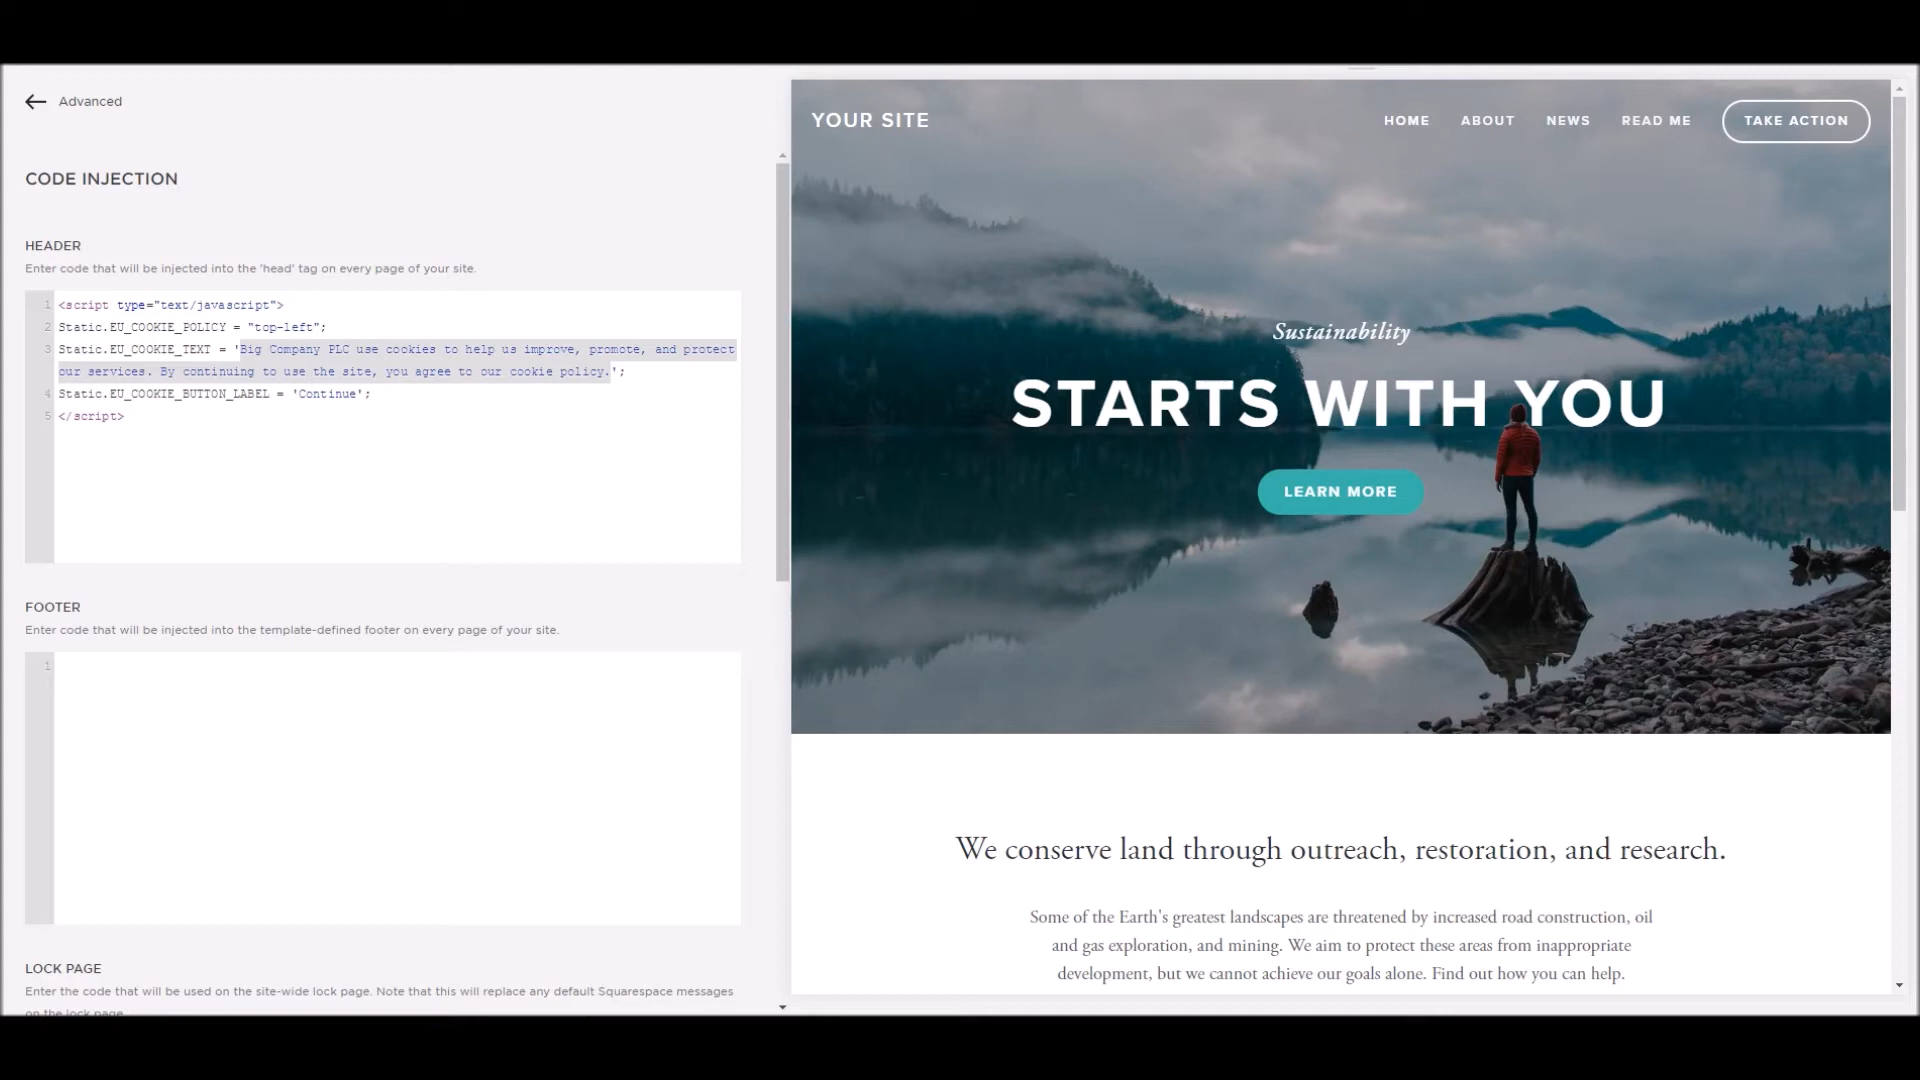 Advanced
CODE INJECTION
HEADER
Enter code that will be injected into the 'head' tag on every page of your site.
1 <script type="text/javascript">
2 Static.EU_COOKIE_POLICY = "top-left";
3 Static.EU_COOKIE_TEXT = 'Big Company PLC use cookies to help us improve, promote, and protect
our services. By continuing to use the site, you agree to our cookie policy.';
4 Static.EU_COOKIE_BUTTON_LABEL = 'Continue';
5 </script>
FOOTER
Enter code that will be injected into the template-defined footer on every page of your site.
1
LOCK PAGE
Enter the code that will be used on the site-wide lock page. Note that this will replace any default Squarespace messages
on the lock page
YOUR SITE
HOME ABOUT NEWS READ ME TAKE ACTION
Sustainability
STARTS WITH YOU
LEARN MORE
We conserve land through outreach, restoration, and research.
Some of the Earth's greatest landscapes are threatened by increased road construction, oil
and gas exploration, and mining. We aim to protect these areas from inappropriate
development, but we cannot achieve our goals alone. Find out how you can help.